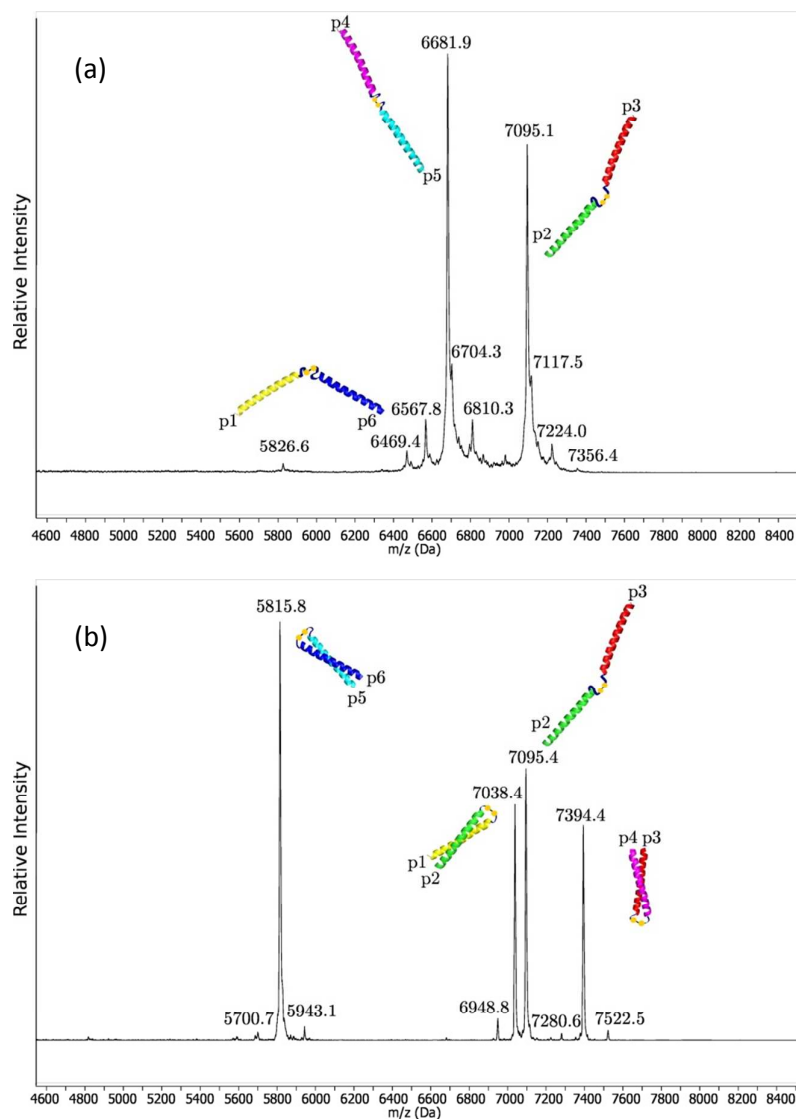 (a)
p4
6681.9
p3
7095.1
p5
p2
Relative Intensity
6704.3
7117.5
p1
p6
6567.8
6810.3
5826.6
6469.4
7224.0
7356.4
4600 4800 5000 5200 5400 5600 5800 6000 6200 6400 6600 6800 7000 7200 7400 7600 7800 8000 8200 8400
m/z (Da)
(b)
5815.8
p3
p6
p5
p2
7095.4
7038.4
7394.4
p4 p3
p1
p2
Relative Intensity
6948.8
5700.7
5943.1
7280.6
7522.5
4600 4800 5000 5200 5400 5600 5800 6000 6200 6400 6600 6800 7000 7200 7400 7600 7800 8000 8200 8400
m/z (Da)